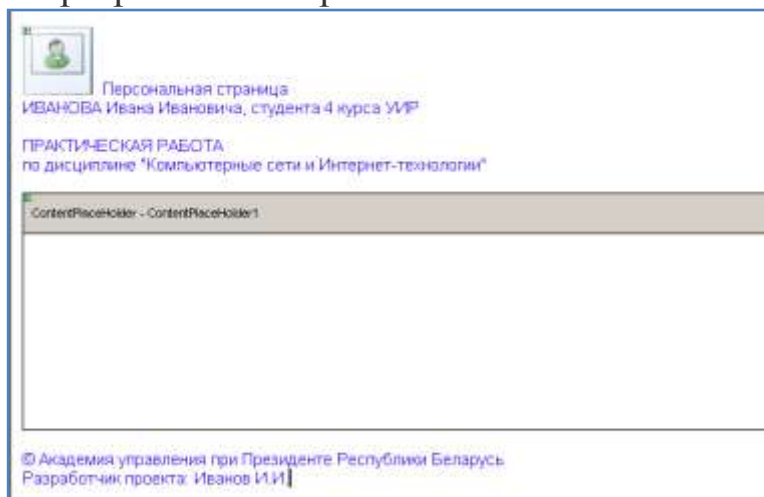 Персональная страница
ИВАНОВА Ивана Ивановича, студента 4 курса УИР
ПРАКТИЧЕСКАЯ РАБОТА
по дисциплине "Компьютерные сети и Интернет-технологии"
ContentPlaceHolder - ContentPlaceHolder1
© Академия управления при Президенте Республики Беларусь
Разработчик проекта: Иванов И.И.